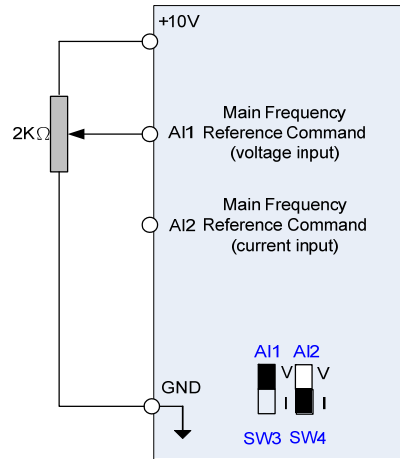 +10V
Main Frequency
2KΩ AI1 Reference Command
(voltage input)
Main Frequency
AI2 Reference Command
(current input)
AI1 AI2
V V
I I
GND
SW3 SW4